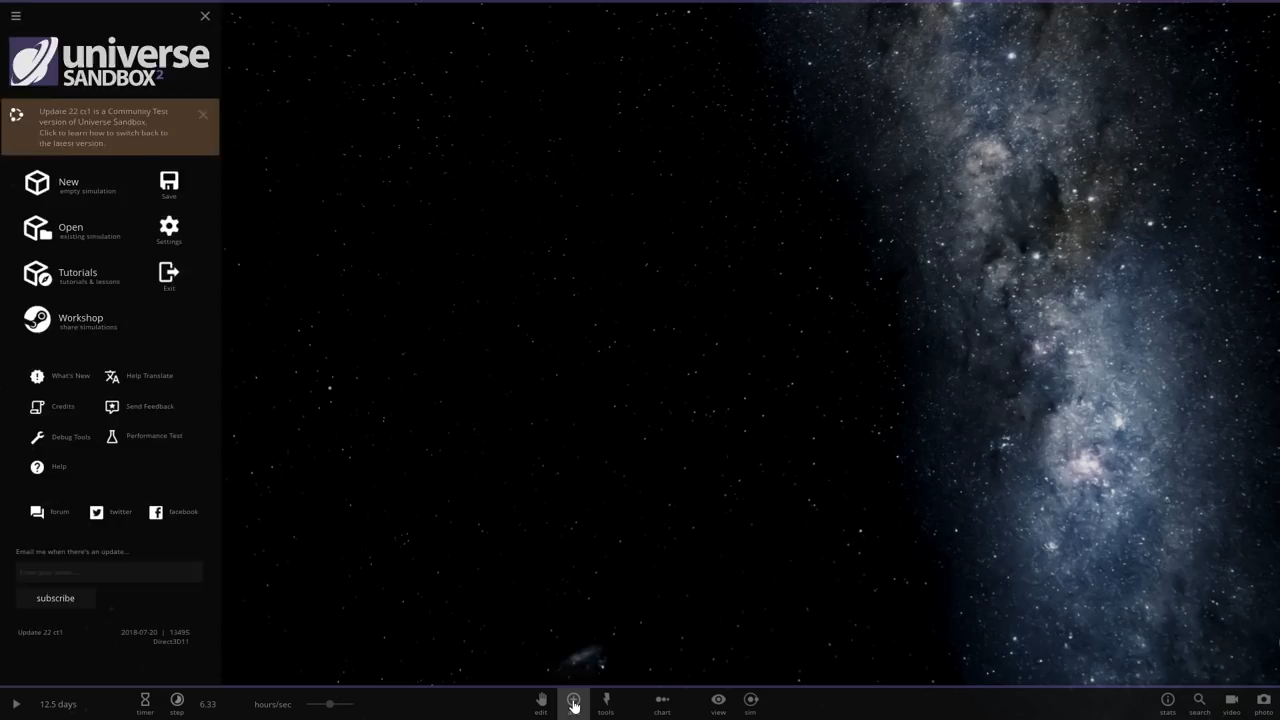 universe
SANDBOX²
Update 22 ct1 is a Community Test
version of Universe Sandbox.
Click to learn how to switch back to
the latest version.
New
empty simulation
Save
Open
existing simulation
Settings
Tutorials
tutorials & lessons
Exit
Workshop
share simulations
What's New
Help Translate
Credits
Send Feedback
Debug Tools
Performance Test
Help
forum
twitter
facebook
Email me when there's an update...
subscribe
Update 22 ct1
2018-07-20 | 13495
Direct3D11
12.5 days
timer
step
6.33
hours/sec
edit
tools
chart
view
sim
stats
search
video
photo